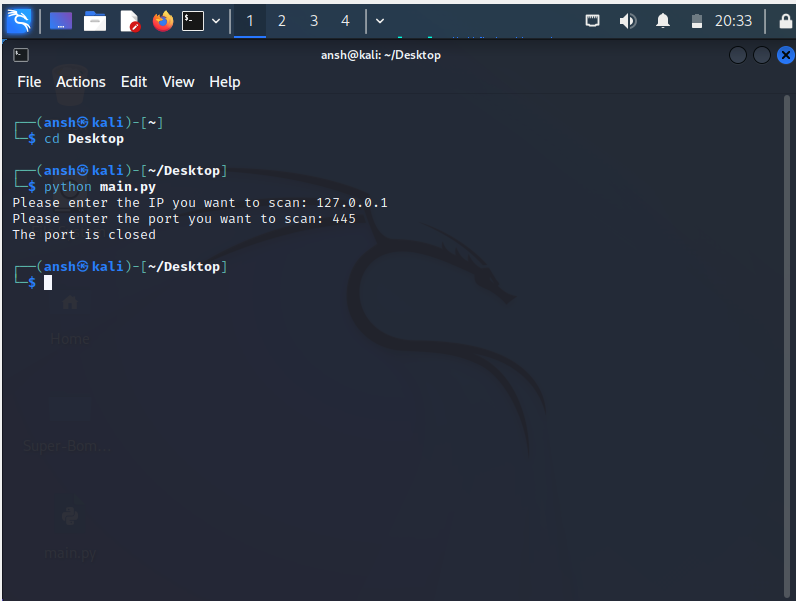 1 2 3 4 20:33
ansh@kali: ~/Desktop
File Actions Edit View Help
┌──(ansh㉿kali)-[~]
└─$ cd Desktop
┌──(ansh㉿kali)-[~/Desktop]
└─$ python main.py
Please enter the IP you want to scan: 127.0.0.1
Please enter the port you want to scan: 445
The port is closed
┌──(ansh㉿kali)-[~/Desktop]
└─$
Home
Super-Bom...
main.py